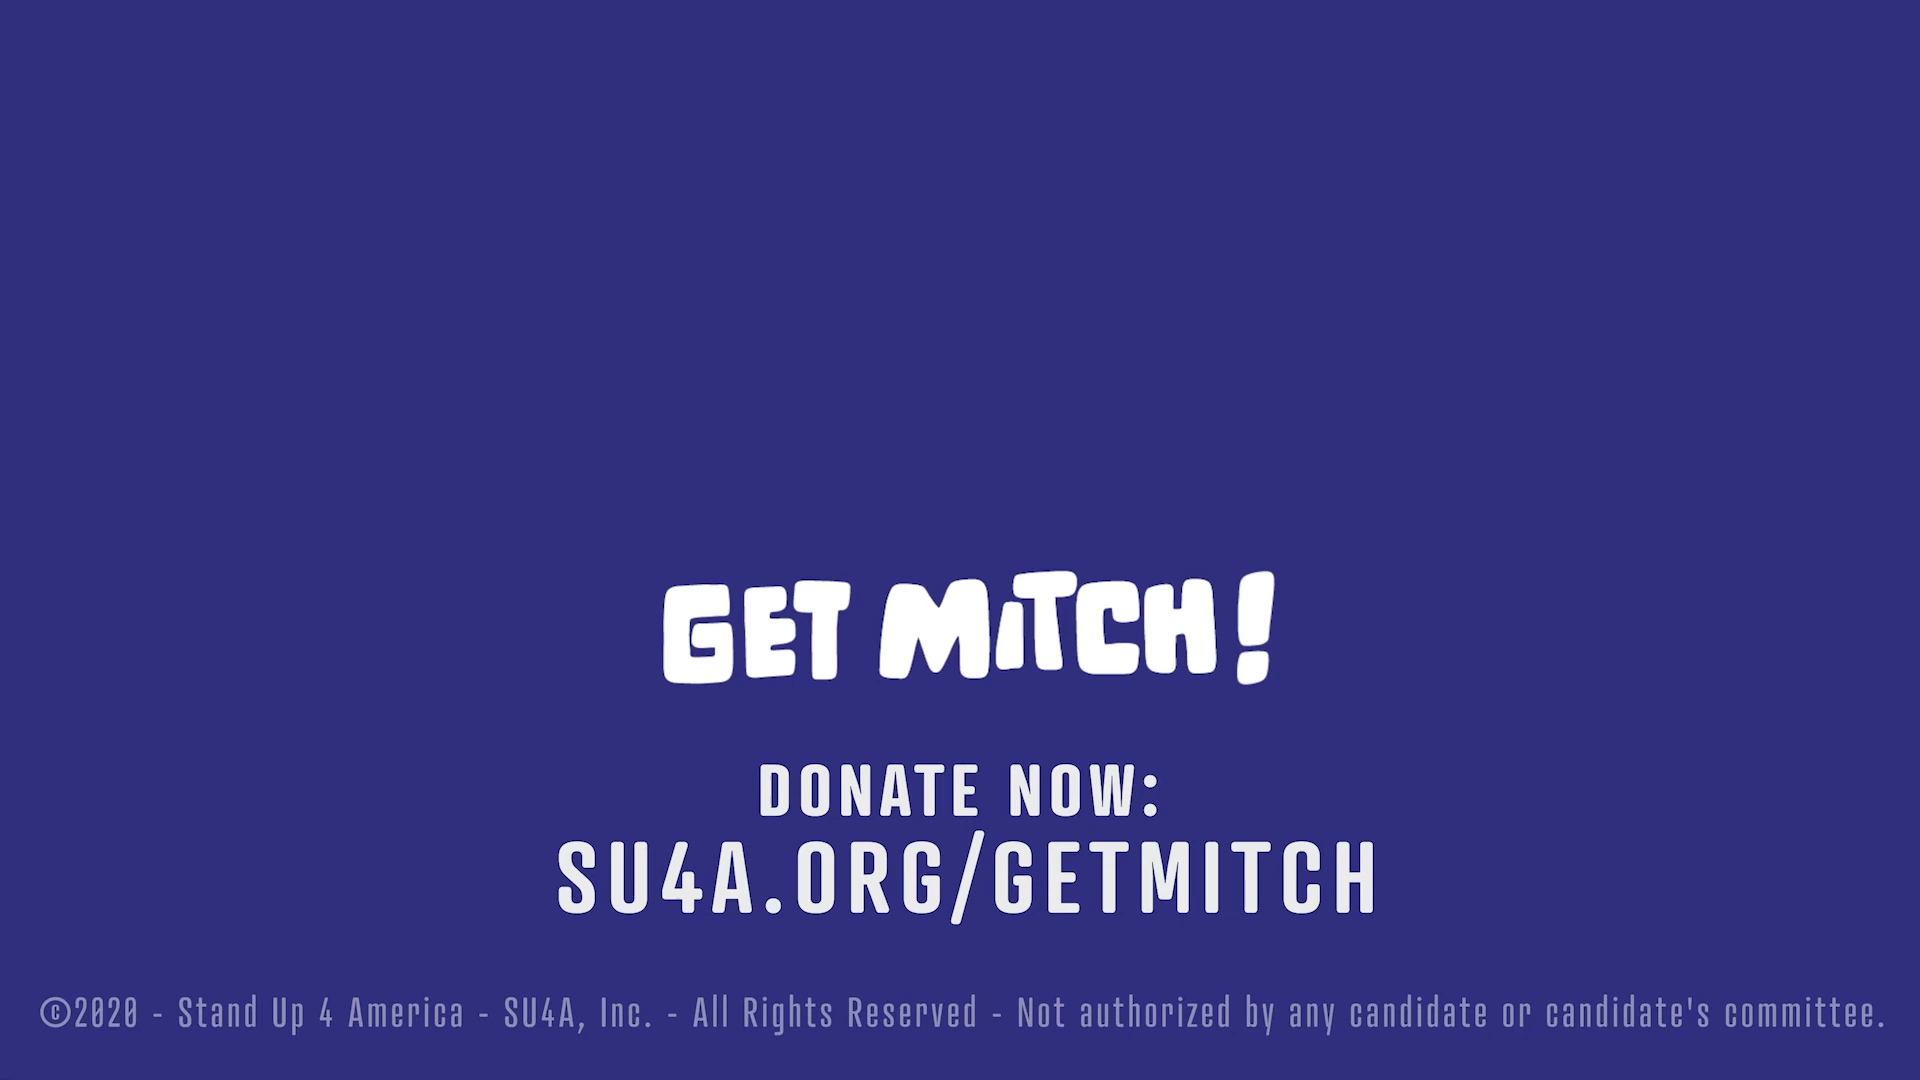 GET MiTCH!
DONATE NOW:
SU4A.ORG/GETMITCH
©2020 - Stand Up 4 America - SU4A, Inc. - All Rights Reserved - Not authorized by any candidate or candidate's committee.